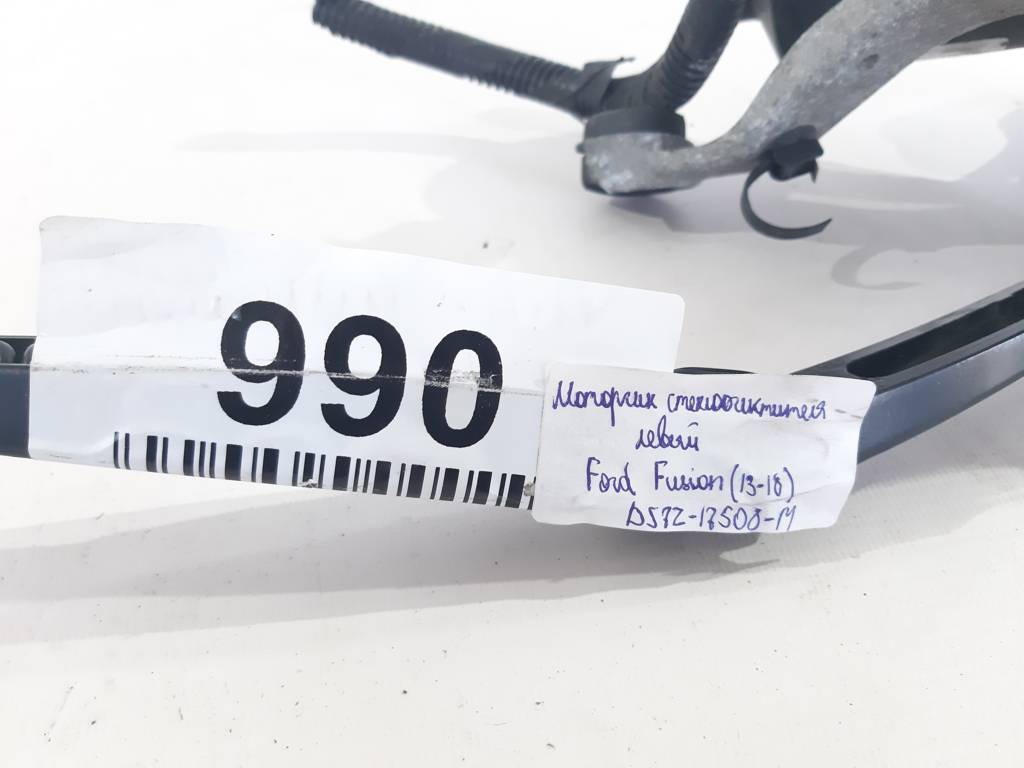 990
Моторчик стеклоочистителя
левый
Ford Fusion (13-18)
DS7Z-17508-M